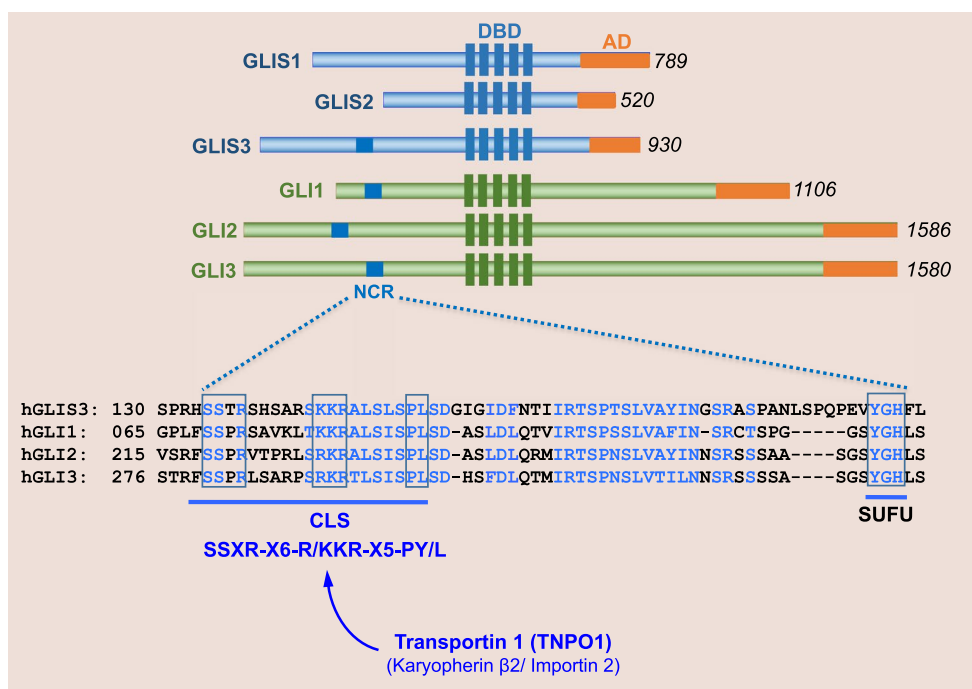 DBD
AD
GLIS1 789
GLIS2 520
GLIS3 930
GLI1 1106
GLI2 1586
GLI3 1580
NCR
hGLIS3: 130 SPRHSSTRSHSARSKKRALSLSPLSDGIGIDFNTIIRTSPTSLVAYINGSRASPANLSPQPEVYGHFL
hGLI1: 065 GPLFSSPRSAVKLTKKRALSISPLSD-ASLDLQTVIRTSPSSLVAFIN-SRCTSPG-----GSYGHLS
hGLI2: 215 VSRFSSPRVTPRLSRKRALSISPLSD-ASLDLQRMIRTSPNSLVAYINNSRSSSAA----SGSYGHLS
hGLI3: 276 STRFSSPRLSARPSRKRTLSISPLSD-HSFDLQTMIRTSPNSLVTILNNSRSSSSA----SGSYGHLS
CLS
SUFU
SSXR-X6-R/KKR-X5-PY/L
Transportin 1 (TNPO1)
(Karyopherin β2/ Importin 2)